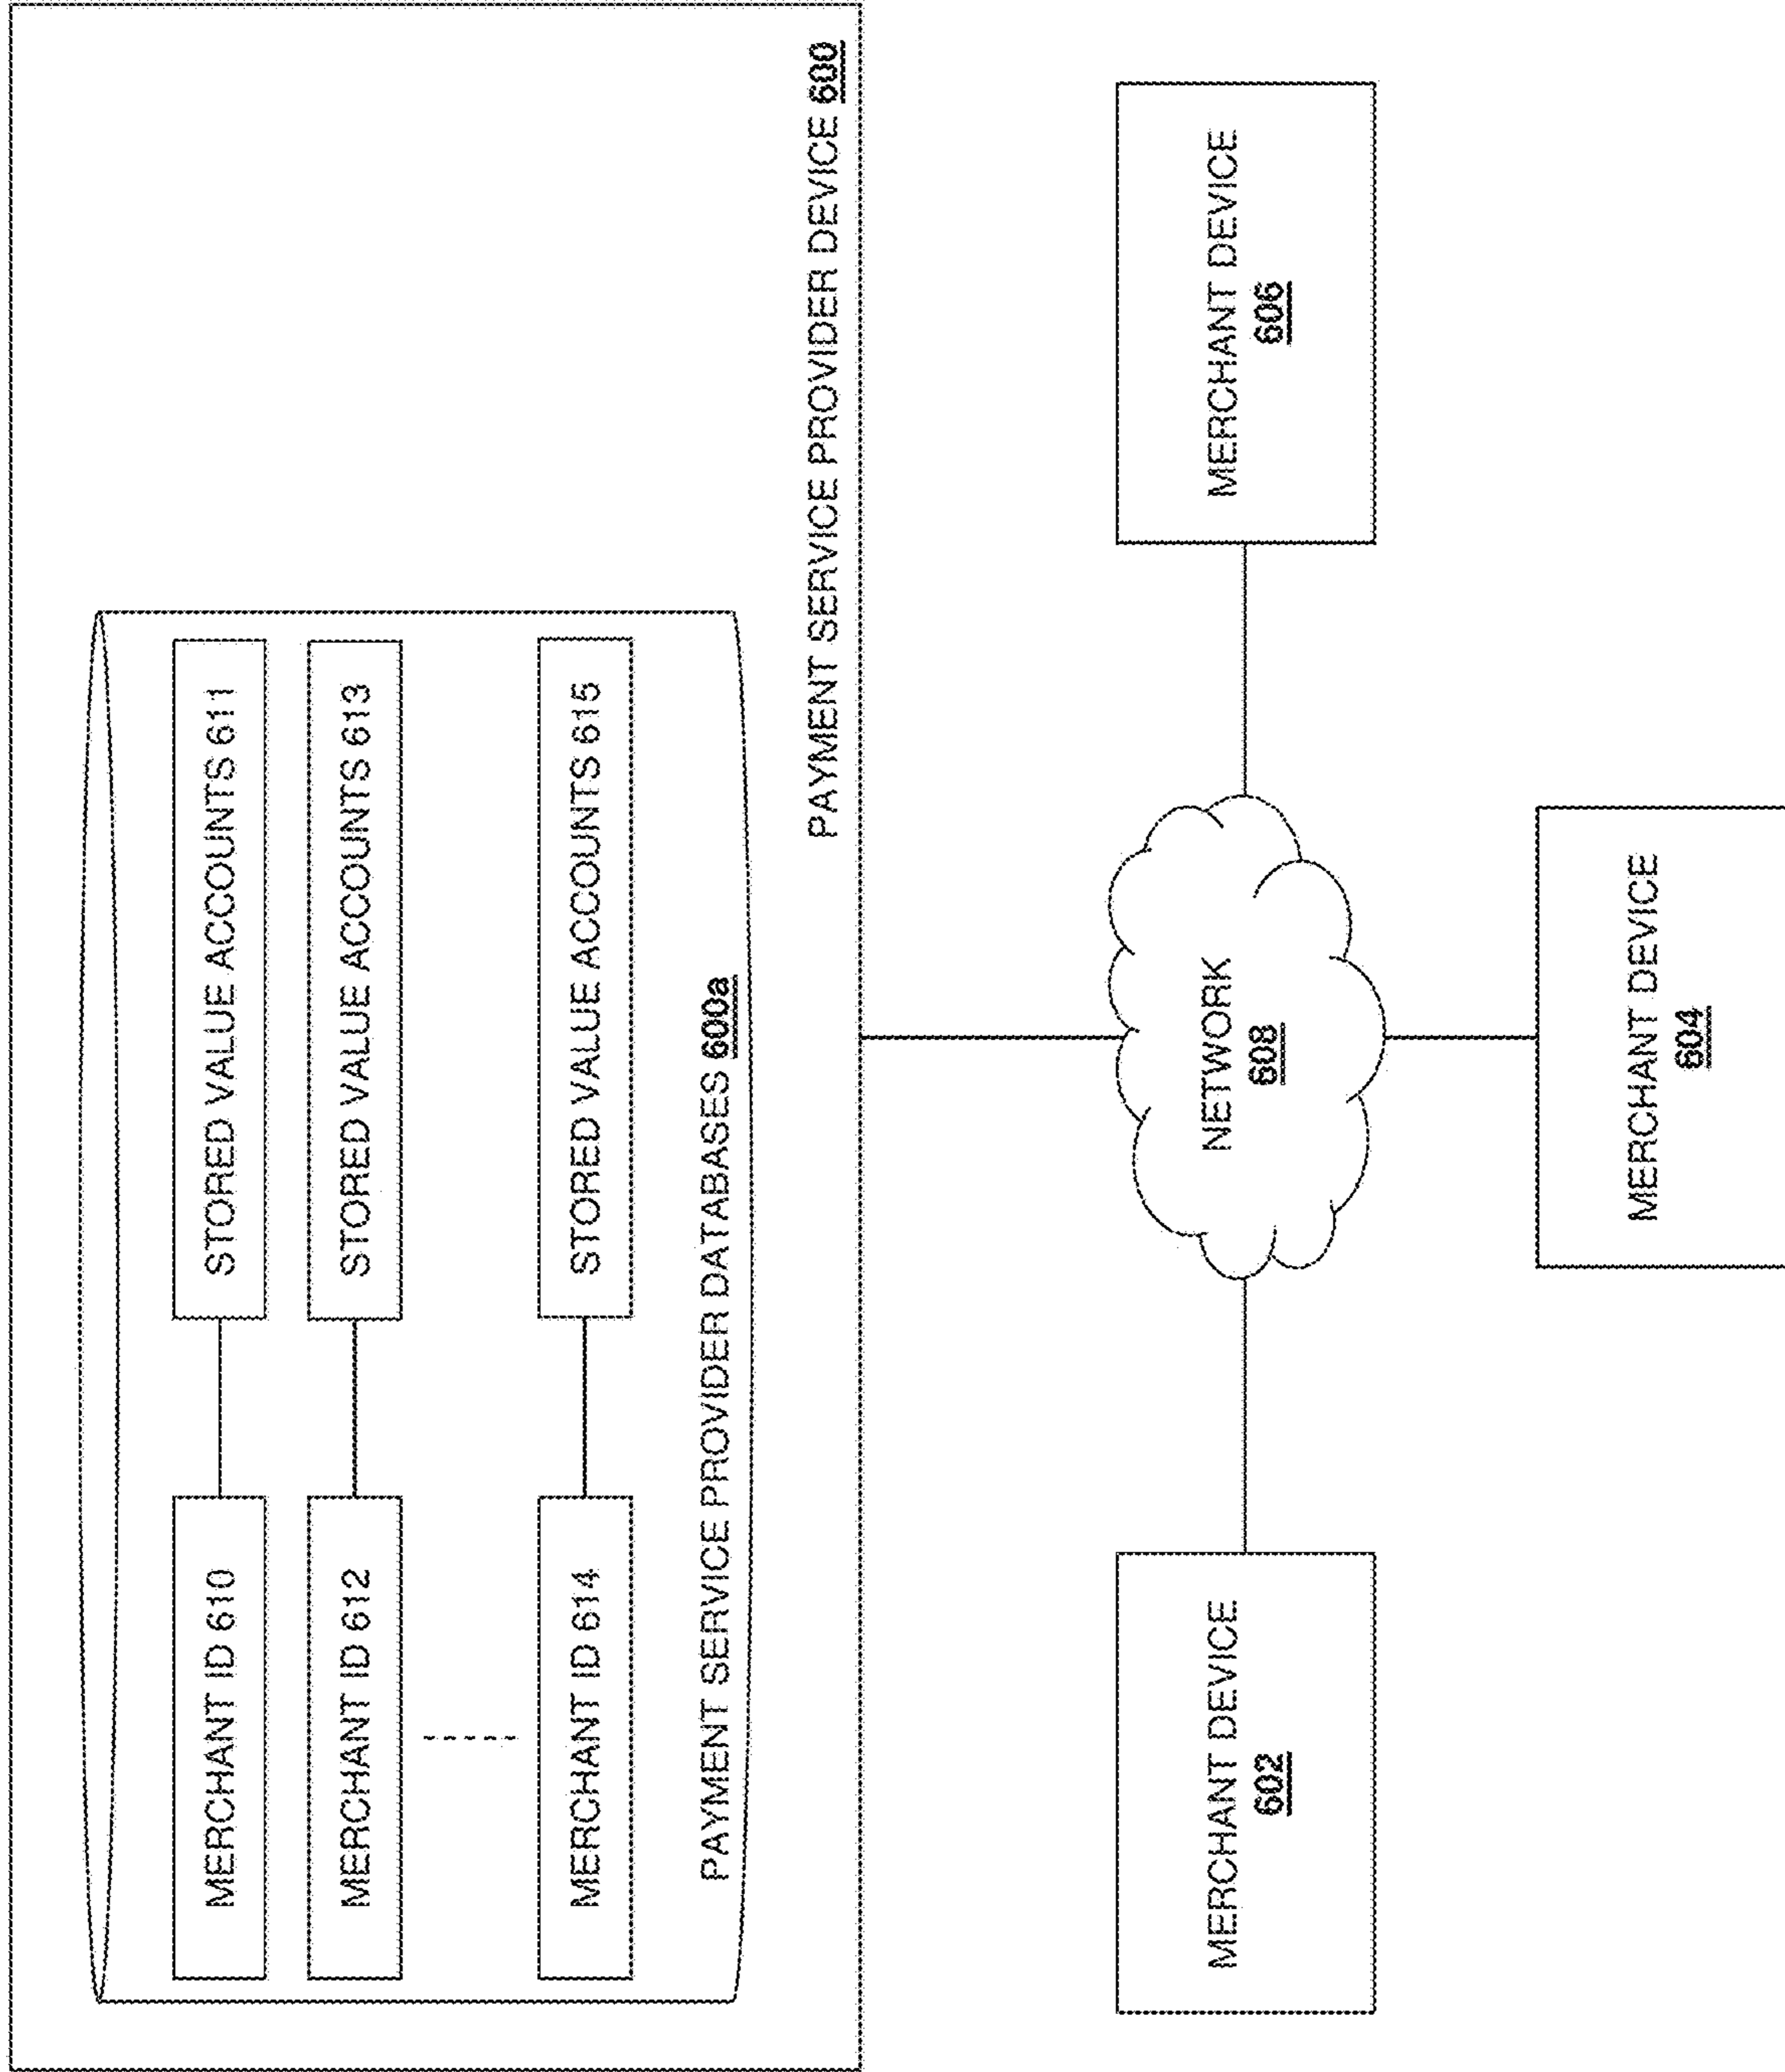 MERCHANT ID 610
STORED VALUE ACCOUNTS 611
MERCHANT ID 612
STORED VALUE ACCOUNTS 613
MERCHANT ID 614
STORED VALUE ACCOUNTS 615
PAYMENT SERVICE PROVIDER DATABASES 600a
PAYMENT SERVICE PROVIDER DEVICE 600
MERCHANT DEVICE
602
NETWORK
608
MERCHANT DEVICE
606
MERCHANT DEVICE
604